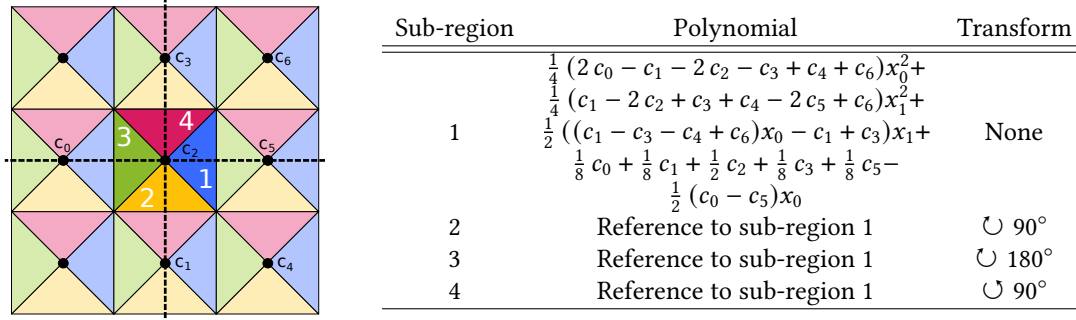 c₃
c₆
4
3
c₀
c₂
c₅
1
2
c₁
c₄
Sub-region Polynomial Transform
1/4 (2 c₀ − c₁ − 2 c₂ − c₃ + c₄ + c₆)x₀²+
1/4 (c₁ − 2 c₂ + c₃ + c₄ − 2 c₅ + c₆)x₁²+
1 1/2 ((c₁ − c₃ − c₄ + c₆)x₀ − c₁ + c₃)x₁+ None
1/8 c₀ + 1/8 c₁ + 1/2 c₂ + 1/8 c₃ + 1/8 c₅−
1/2 (c₀ − c₅)x₀
2 Reference to sub-region 1 ↻ 90°
3 Reference to sub-region 1 ↻ 180°
4 Reference to sub-region 1 ↺ 90°